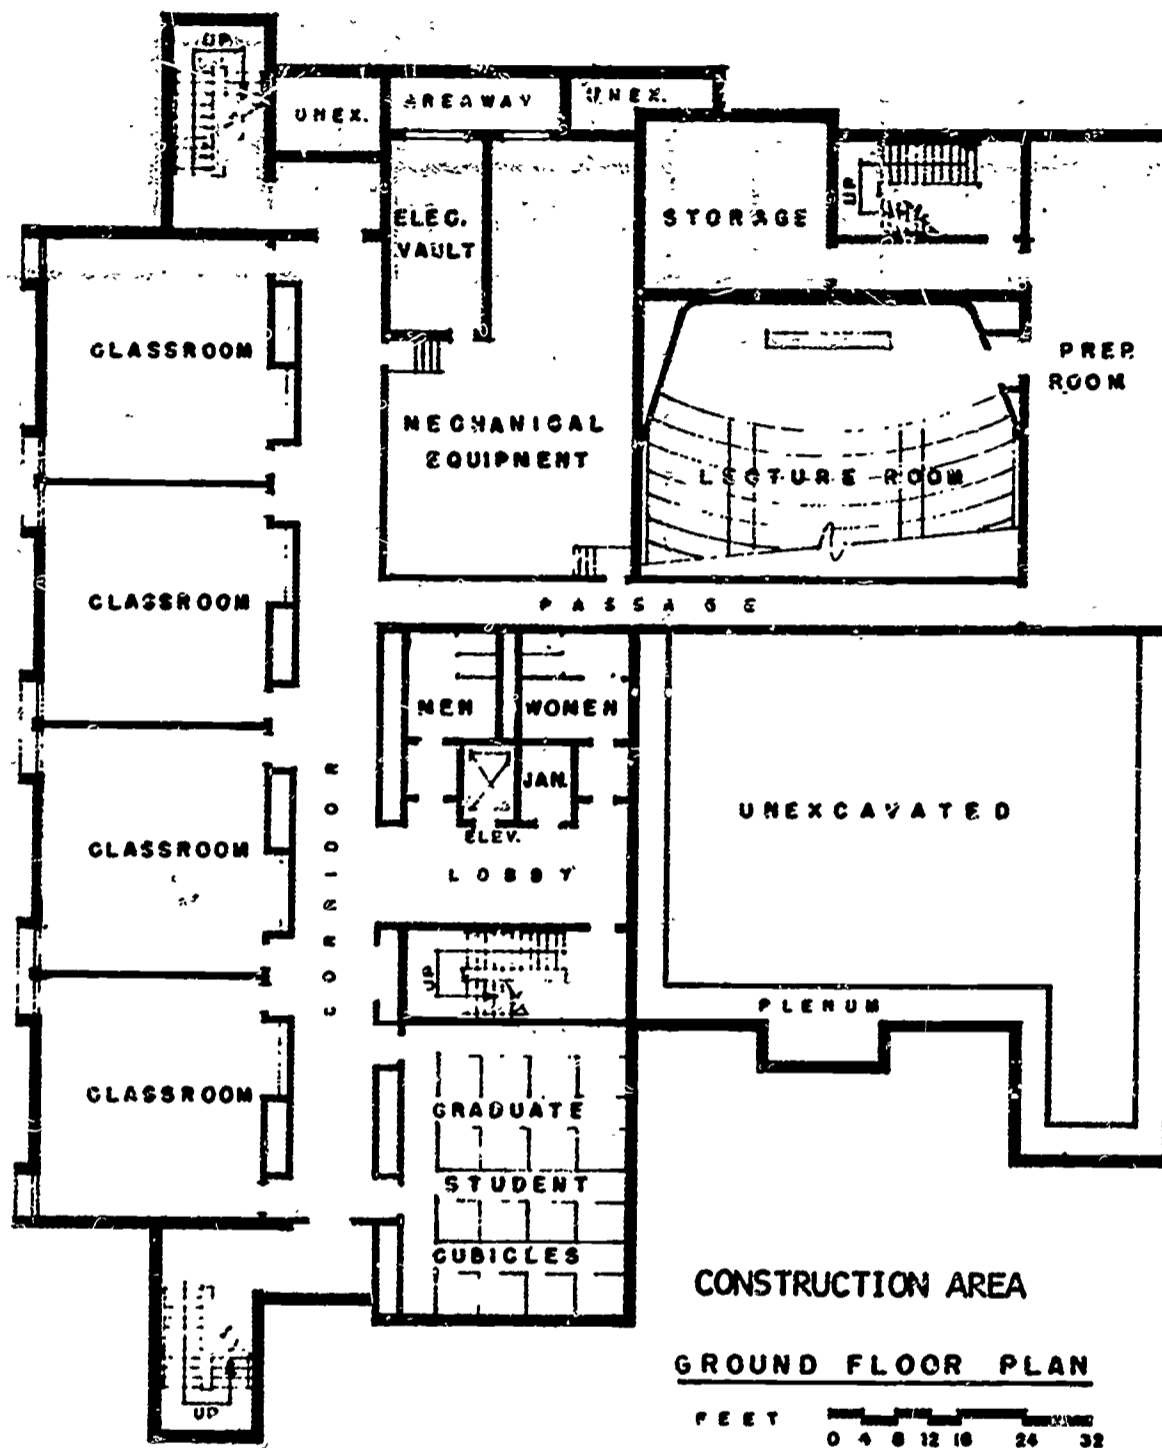 UP
UNEX.
AREAWAY
UNEX.
ELEC.
VAULT
STORAGE
UP
CLASSROOM
PREP.
ROOM
MECHANICAL
EQUIPMENT
LECTURE ROOM
CLASSROOM
PASSAGE
MEN
WOMEN
JAN.
ELEV.
LOBBY
UNEXCAVATED
CORRIDOR
CLASSROOM
UP
PLENUM
CLASSROOM
GRADUATE
STUDENT
CUBICLES
UP
CONSTRUCTION AREA
GROUND FLOOR PLAN
FEET
0 4 8 12 16 24 32